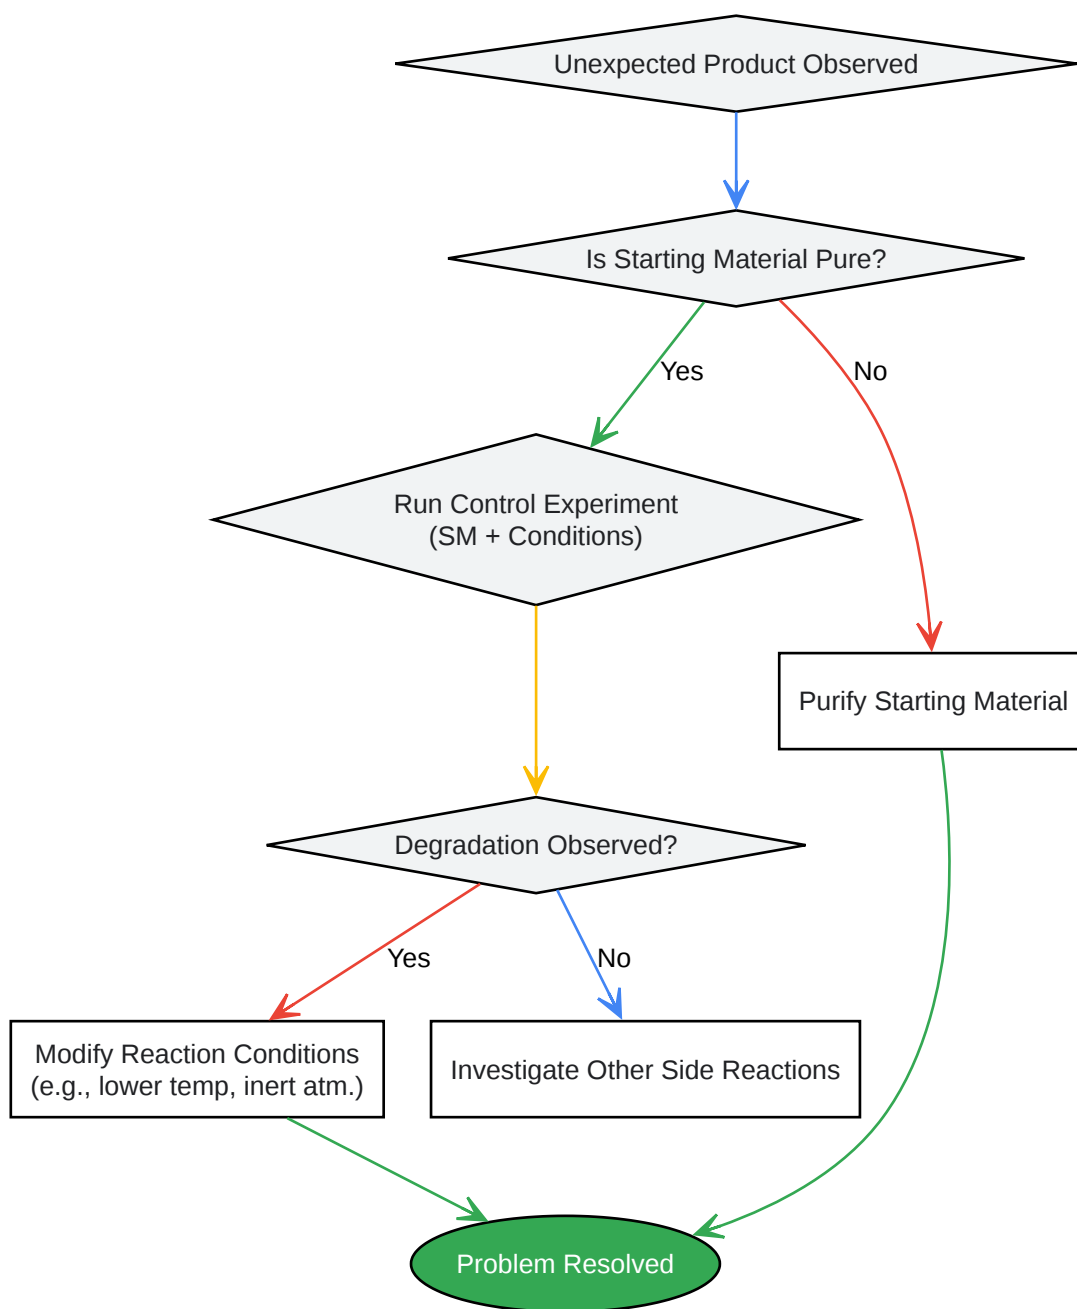 Unexpected Product Observed
Is Starting Material Pure?
Yes
No
Run Control Experiment
(SM + Conditions)
Purify Starting Material
Degradation Observed?
Yes
No
Modify Reaction Conditions
(e.g., lower temp, inert atm.)
Investigate Other Side Reactions
Problem Resolved